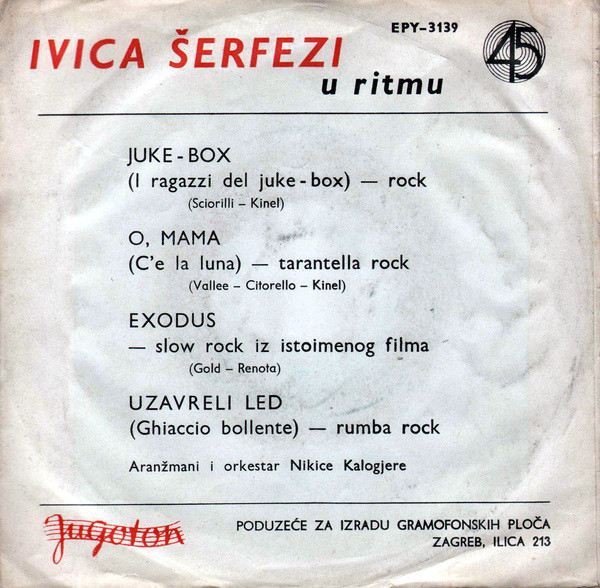 EPY-3139
IVICA ŠERFEZI
45
u ritmu
JUKE-BOX
(I ragazzi del juke-box) — rock
(Sciorilli – Kinel)
O, MAMA
(C'e la luna) — tarantella rock
(Vallee – Citorello – Kinel)
EXODUS
— slow rock iz istoimenog filma
(Gold – Renota)
UZAVRELI LED
(Ghiaccio bollente) — rumba rock
Aranžmani i orkestar Nikice Kalogjere
Jugoton
PODUZEĆE ZA IZRADU GRAMOFONSKIH PLOČA
ZAGREB, ILICA 213